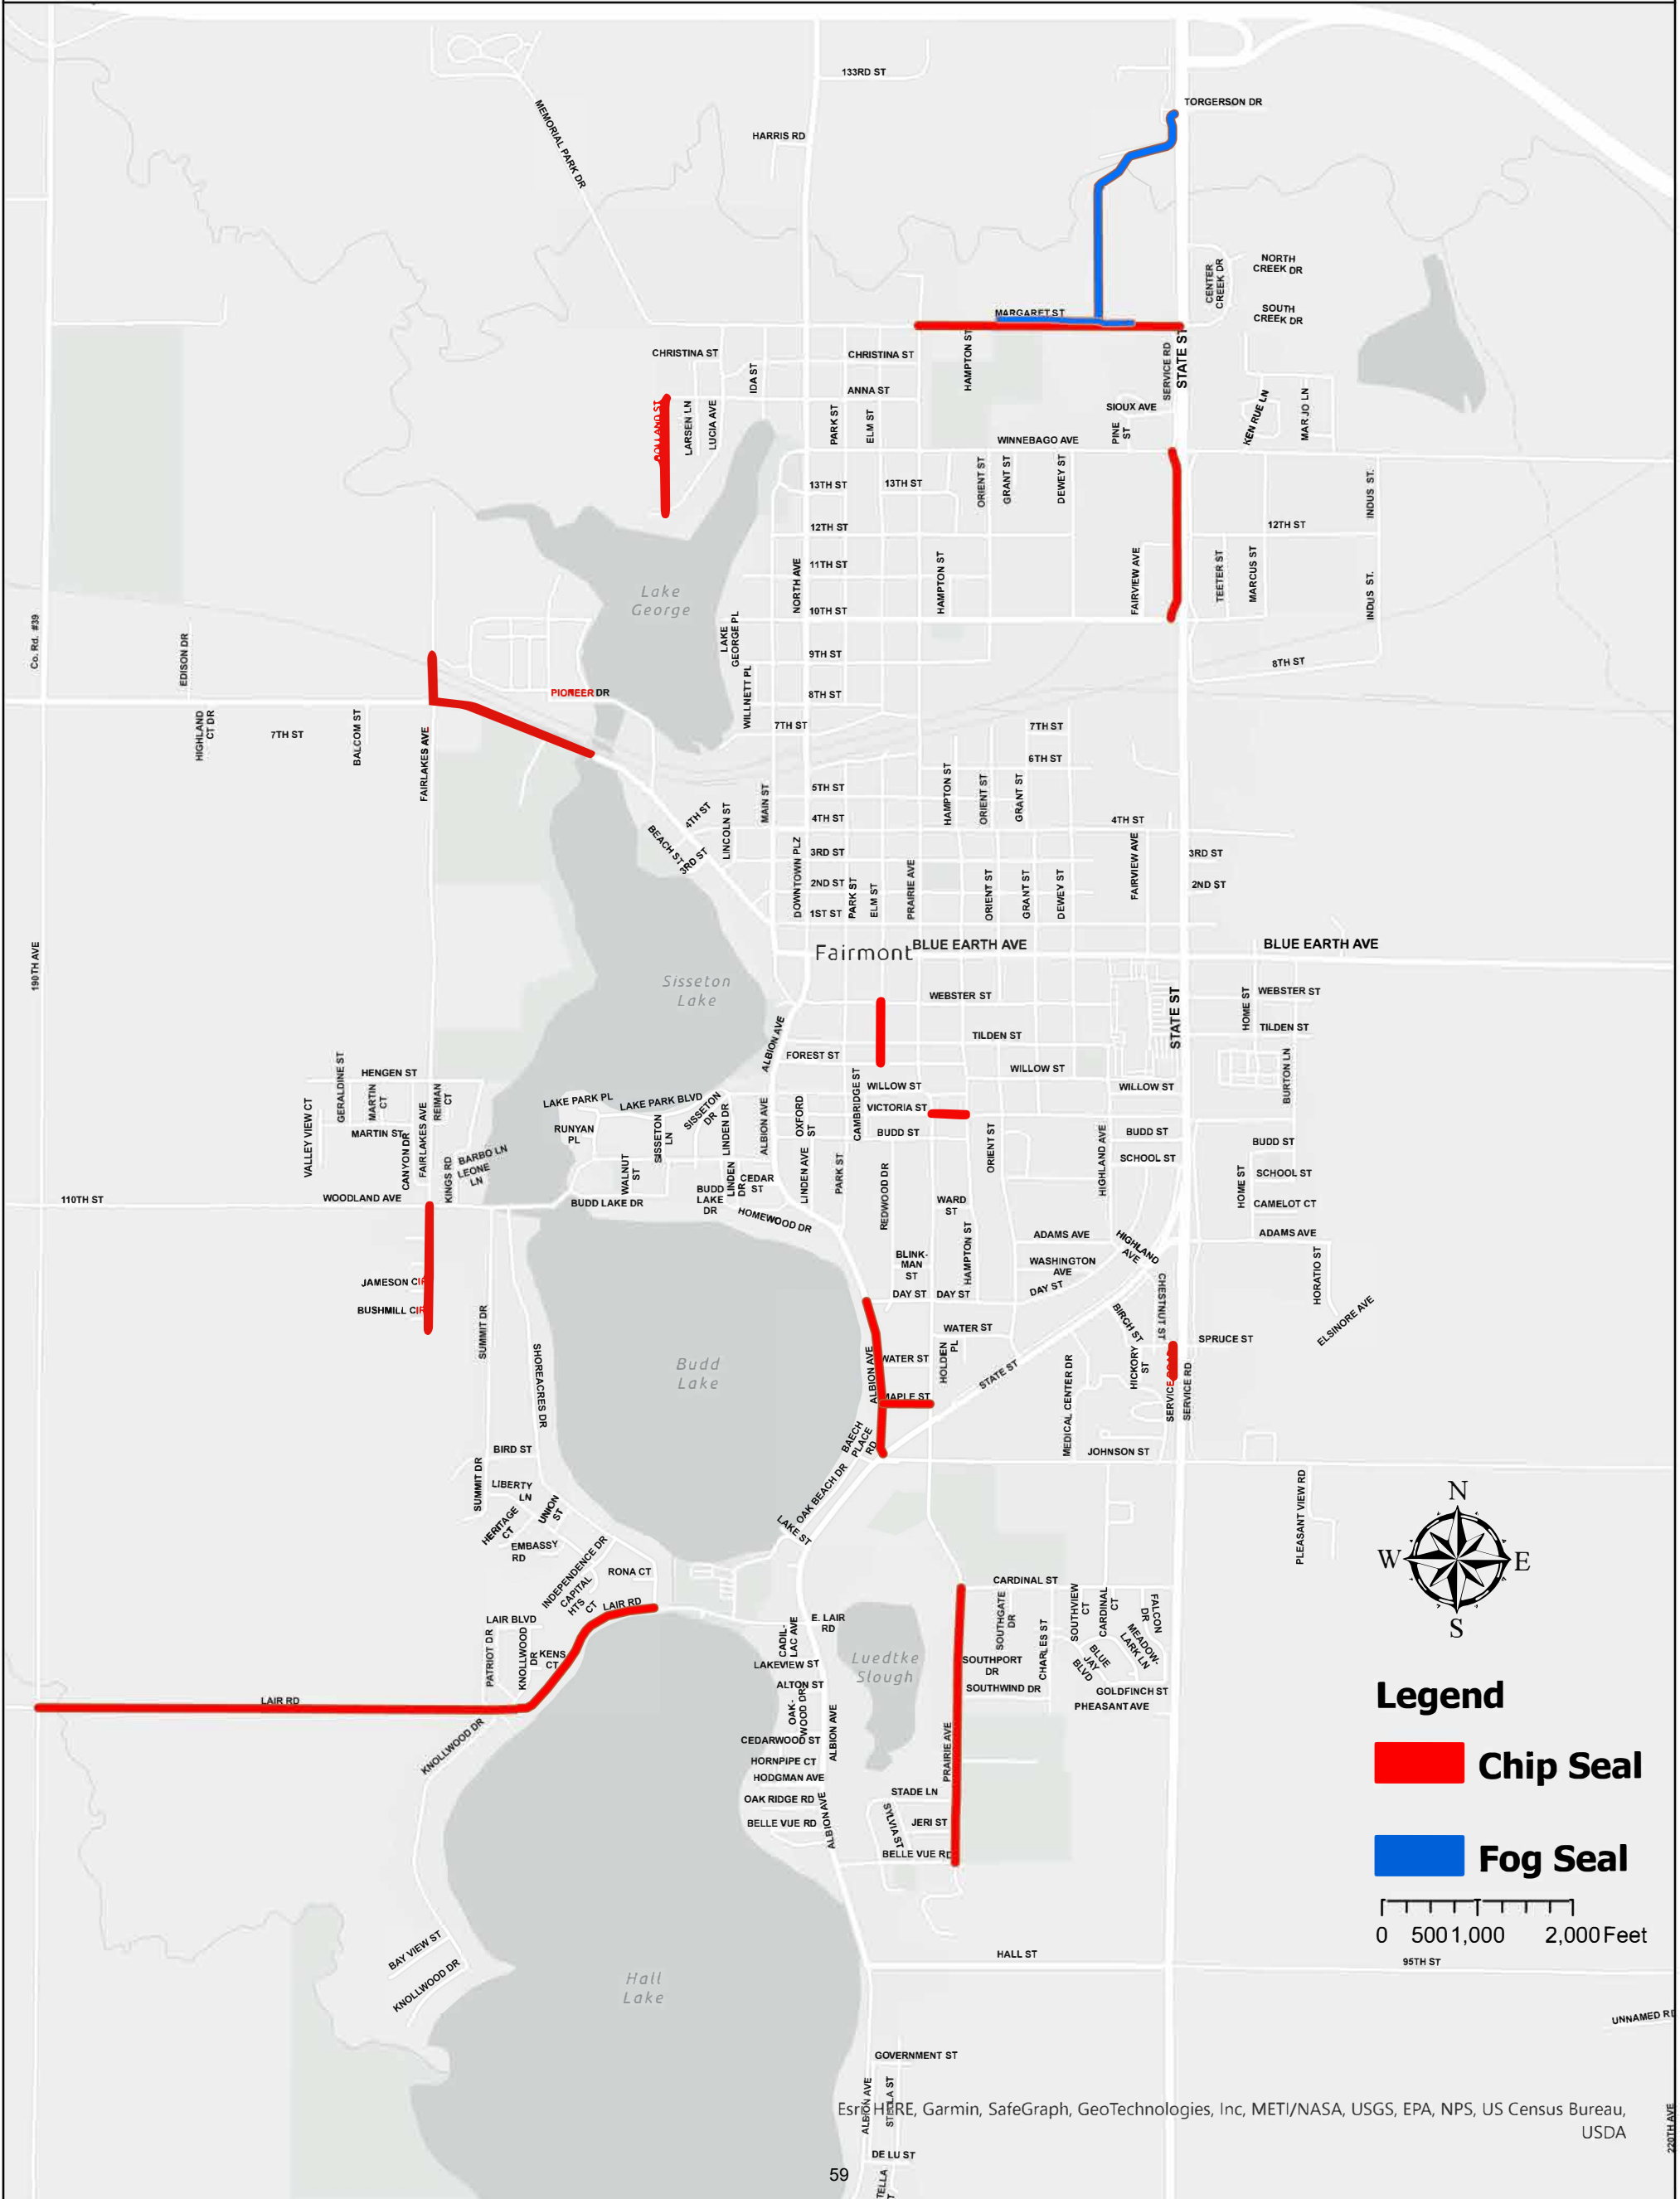 133RD ST
TORGERSON DR
MEMORIAL PARK DR
HARRIS RD
CENTER
CREEK DR
NORTH
CREEK DR
SOUTH
CREEK DR
MARGARET ST
CHRISTINA ST
CHRISTINA ST
HAMPTON ST
SERVICE RD
STATE ST
IDA ST
ANNA ST
LARSEN LN
LUCIA AVE
PARK ST
ELM ST
SIOUX AVE
PINE
ST
KEN RUE LN
MARJO LN
WINNEBAGO AVE
13TH ST
13TH ST
ORIENT ST
GRANT ST
DEWEY ST
INDUS ST.
12TH ST
12TH ST
NORTH AVE
11TH ST
HAMPTON ST
FAIRVIEW AVE
TEETER ST
MARCUS ST
INDUS ST.
Lake
George
10TH ST
Co. Rd. #39
EDISON DR
LAKE
GEORGE PL
9TH ST
8TH ST
WILLNETT PL
8TH ST
PIONEER DR
HIGHLAND
CT DR
7TH ST
BALCOM ST
FAIRLAKES AVE
7TH ST
7TH ST
6TH ST
MAIN ST
5TH ST
HAMPTON ST
ORIENT ST
GRANT ST
4TH ST
LINCOLN ST
4TH ST
4TH ST
BEACH ST
3RD ST
DOWNTOWN PLZ
3RD ST
FAIRVIEW AVE
3RD ST
2ND ST
PARK ST
ELM ST
PRAIRIE AVE
ORIENT ST
GRANT ST
DEWEY ST
2ND ST
1ST ST
190TH AVE
Fairmont
BLUE EARTH AVE
BLUE EARTH AVE
Sisseton
Lake
WEBSTER ST
STATE ST
HOME ST
WEBSTER ST
ALBION AVE
TILDEN ST
TILDEN ST
FOREST ST
WILLOW ST
BURTON LN
HENGEN ST
GERALDINE ST
MARTIN
CT
REIMAN
CT
CAMBRIDGE ST
WILLOW ST
WILLOW ST
VALLEY VIEW CT
LAKE PARK PL
LAKE PARK BLVD
SISSETON
DR
LINDEN DR
ALBION AVE
OXFORD
ST
VICTORIA ST
MARTIN ST
CANYON DR
FAIRLAKES AVE
RUNYAN
PL
SISSETON
LN
BUDD ST
ORIENT ST
HIGHLAND AVE
BUDD ST
BUDD ST
KINGS RD
BARBO LN
LEONE
LN
WALNUT
ST
LINDEN
DR
CEDAR
ST
LINDEN AVE
PARK ST
REDWOOD DR
SCHOOL ST
HOME ST
SCHOOL ST
110TH ST
WOODLAND AVE
BUDD LAKE DR
BUDD
LAKE
DR
HOMEWOOD DR
WARD
ST
CAMELOT CT
HAMPTON ST
ADAMS AVE
HIGHLAND
AVE
ADAMS AVE
BLINK-
MAN
ST
WASHINGTON
AVE
HORATIO ST
JAMESON CIR
DAY ST
DAY ST
DAY ST
CHESTNUT ST
BUSHMILL CIR
SUMMIT DR
SHOREACRES DR
Budd
Lake
WATER ST
BIRCH ST
SPRUCE ST
ELSINORE AVE
WATER ST
HOLDEN
PL
STATE ST
HICKORY
ST
ALBION AVE
MAPLE ST
MEDICAL CENTER DR
SERVICE ROAD
SERVICE RD
BAECH
PLACE
RD
BIRD ST
JOHNSON ST
SUMMIT DR
LIBERTY
LN
UNION
ST
OAK BEACH DR
PLEASANT VIEW RD
N
HERITAGE
CT
EMBASSY
RD
LAKE ST
W
E
INDEPENDENCE DR
RONA CT
CARDINAL ST
CAPITAL
HTS
CT
LAIR RD
S
LAIR BLVD
PATRIOT DR
KNOLLWOOD
DR
KENS
CT
CADIL-
LAC AVE
E. LAIR
RD
SOUTHGATE
DR
CHARLES ST
SOUTHVIEW
CT
CARDINAL
CT
FALCON
DR
MEADOW-
LARK LN
BLUE
JAY
BLVD
LAKEVIEW ST
Luedtke
Slough
SOUTHPORT
DR
ALTON ST
SOUTHWIND DR
GOLDFINCH ST
Legend
LAIR RD
OAK-
WOOD DR
ALBION AVE
PHEASANT AVE
KNOLLWOOD DR
CEDARWOOD ST
PRAIRIE AVE
HORNPIPE CT
Chip Seal
HODGMAN AVE
OAK RIDGE RD
STADE LN
BELLE VUE RD
ALBION AVE
SYLVIA ST
JERI ST
BELLE VUE RD
Fog Seal
BAY VIEW ST
KNOLLWOOD DR
0 500 1,000 2,000 Feet
HALL ST
95TH ST
Hall
Lake
UNNAMED RD
GOVERNMENT ST
ALBION AVE
STELLA ST
Esri, HERE, Garmin, SafeGraph, GeoTechnologies, Inc, METI/NASA, USGS, EPA, NPS, US Census Bureau,
USDA
220TH AVE
DE LU ST
59